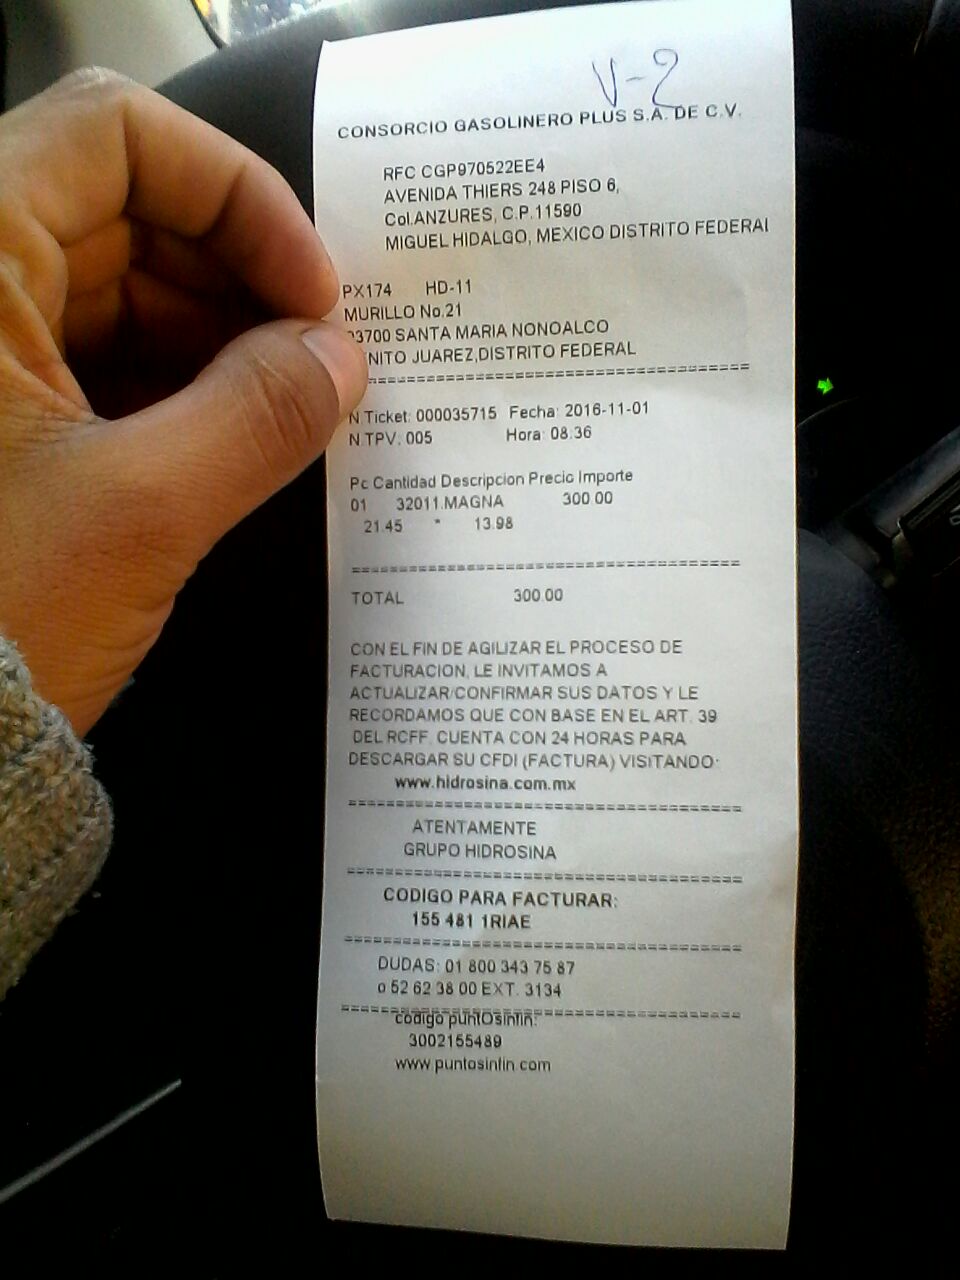 V-2
CONSORCIO GASOLINERO PLUS S.A. DE C.V.
RFC CGP970522EE4
AVENIDA THIERS 248 PISO 6,
Col.ANZURES, C.P.11590
MIGUEL HIDALGO, MEXICO DISTRITO FEDERAL
PX174 HD-11
MURILLO No.21
03700 SANTA MARIA NONOALCO
ENITO JUAREZ,DISTRITO FEDERAL
=======================================
N.Ticket: 000035715 Fecha: 2016-11-01
N.TPV: 005 Hora: 08:36
Pc Cantidad Descripcion Precio Importe
01 32011.MAGNA 300.00
21.45 * 13.98
=======================================
TOTAL 300.00
CON EL FIN DE AGILIZAR EL PROCESO DE
FACTURACION, LE INVITAMOS A
ACTUALIZAR/CONFIRMAR SUS DATOS Y LE
RECORDAMOS QUE CON BASE EN EL ART. 39
DEL RCFF, CUENTA CON 24 HORAS PARA
DESCARGAR SU CFDI (FACTURA) VISITANDO:
www.hidrosina.com.mx
=======================================
ATENTAMENTE
GRUPO HIDROSINA
=======================================
CODIGO PARA FACTURAR:
155 481 1RIAE
=======================================
DUDAS: 01 800 343 75 87
o 52 62 38 00 EXT. 3134
=======================================
codigo puntOsinfin:
3002155489
www.puntosinfin.com